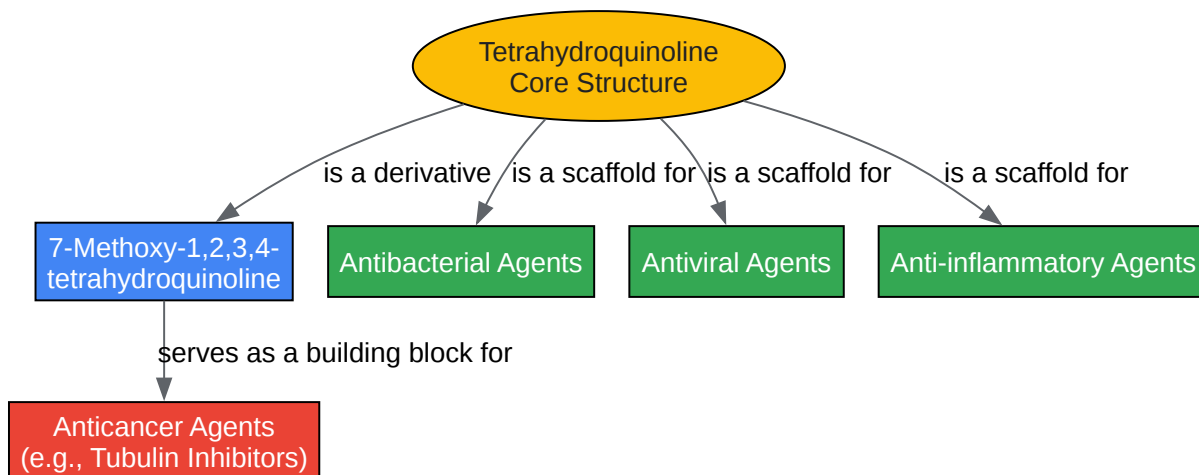 Tetrahydroquinoline
Core Structure
is a derivative
is a scaffold for
is a scaffold for
is a scaffold for
7-Methoxy-1,2,3,4-
tetrahydroquinoline
Antibacterial Agents
Antiviral Agents
Anti-inflammatory Agents
serves as a building block for
Anticancer Agents
(e.g., Tubulin Inhibitors)